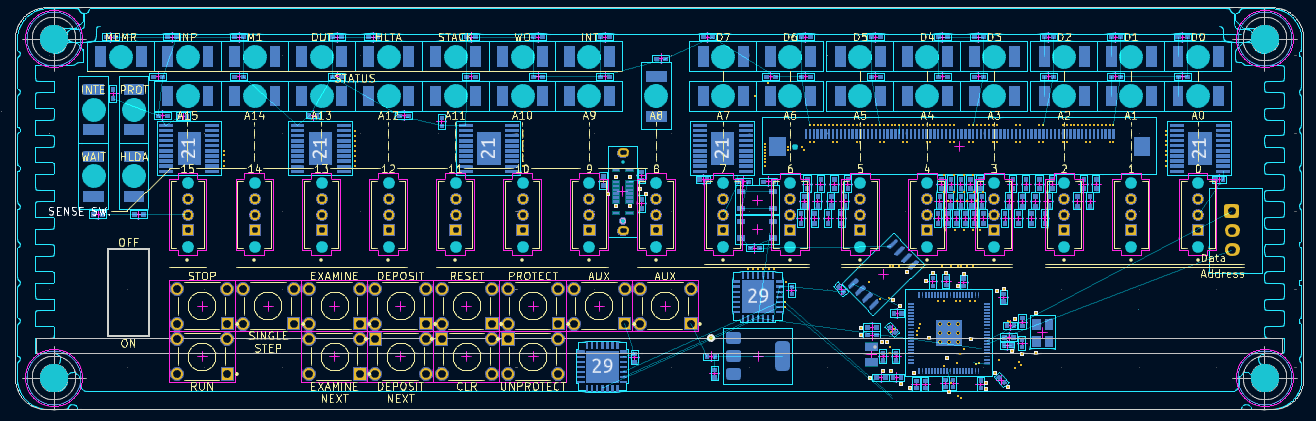 MEMR INP M1 OUT HLTA STACK WO INT D7 D6 D5 D4 D3 D2 D1 D0
STATUS
INTE PROT
A15 A14 A13 A12 A11 A10 A9 A8 A7 A6 A5 A4 A3 A2 A1 A0
21 21 21 21 21
WAIT HLDA
15 14 13 12 11 10 9 8 7 6 5 4 3 2 1 0
SENSE SW.
OFF
Data
Address
STOP EXAMINE DEPOSIT RESET PROTECT AUX AUX
29
SINGLE
STEP
ON
29
RUN EXAMINE
NEXT DEPOSIT
NEXT CLR UNPROTECT